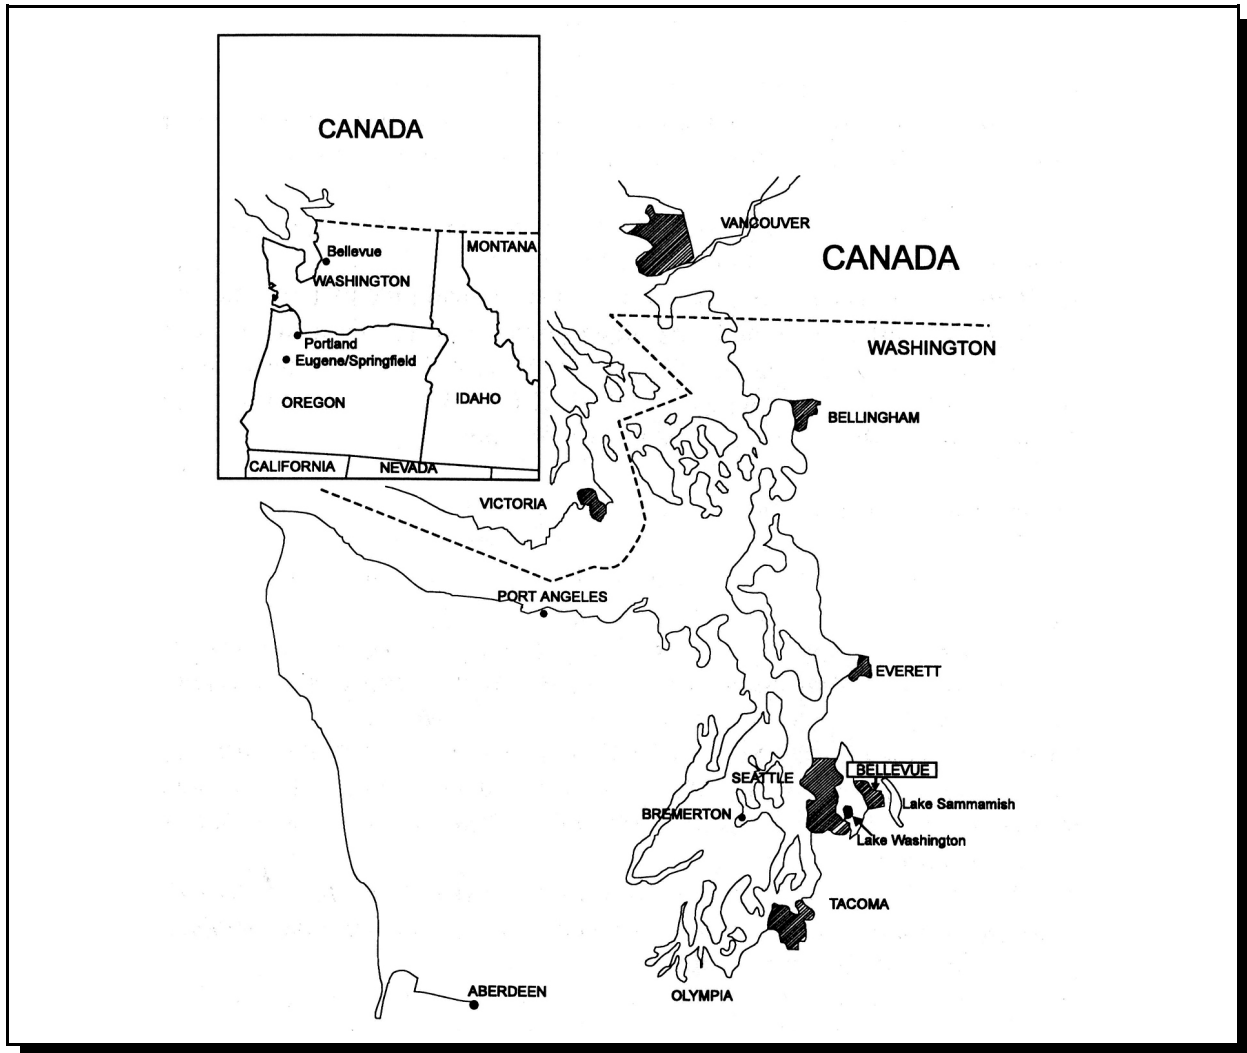 CANADA
Bellevue
MONTANA
WASHINGTON
Portland
Eugene/Springfield
OREGON
IDAHO
CALIFORNIA
NEVADA
VANCOUVER
CANADA
WASHINGTON
BELLINGHAM
VICTORIA
PORT ANGELES
EVERETT
BELLEVUE
SEATTLE
Lake Sammamish
BREMERTON
Lake Washington
TACOMA
ABERDEEN
OLYMPIA